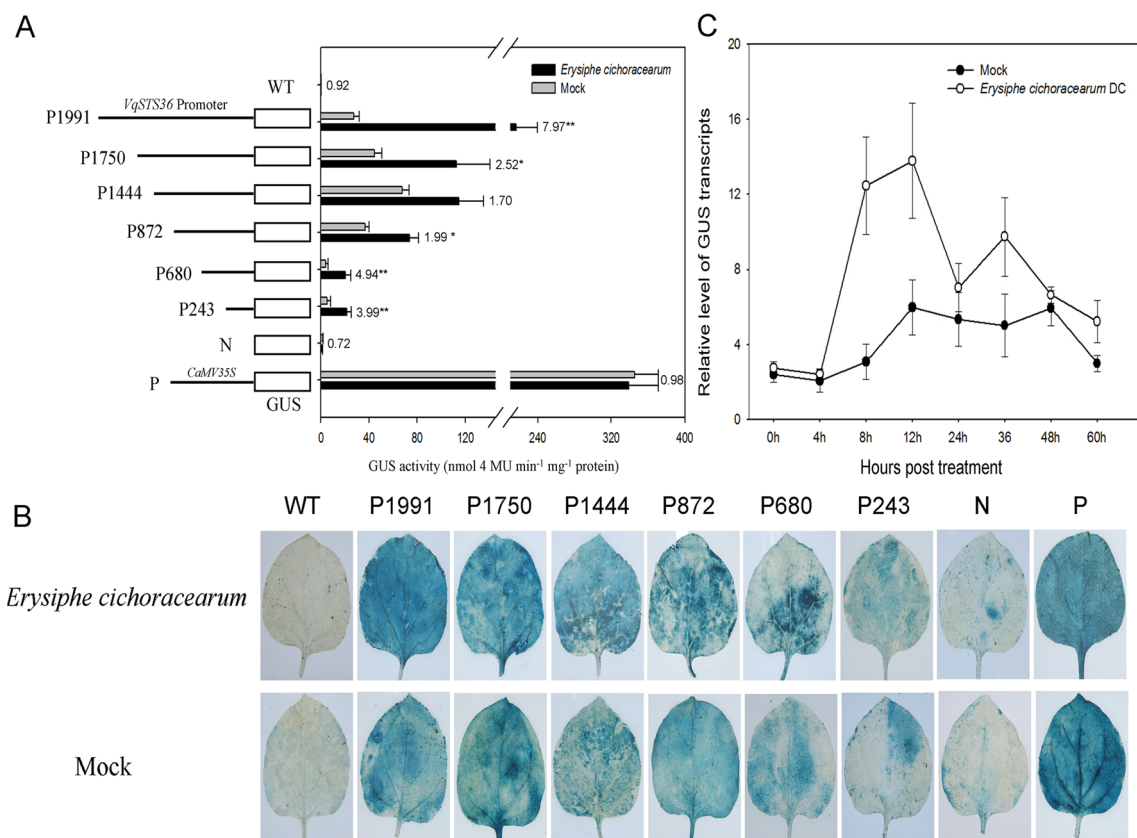 A
Erysiphe cichoracearum
Mock
WT
0.92
VqSTS36 Promoter
P1991
7.97**
P1750
2.52*
P1444
1.70
P872
1.99 *
P680
4.94**
P243
3.99**
N
0.72
CaMV35S
P
0.98
GUS
0 40 80 120 240 320 400
GUS activity (nmol 4 MU min⁻¹ mg⁻¹ protein)
C
20
16
12
8
4
0
Mock
Erysiphe cichoracearum DC
Relative level of GUS transcripts
0h 4h 8h 12h 24h 36 48h 60h
Hours post treatment
B
WT P1991 P1750 P1444 P872 P680 P243 N P
Erysiphe cichoracearum
Mock